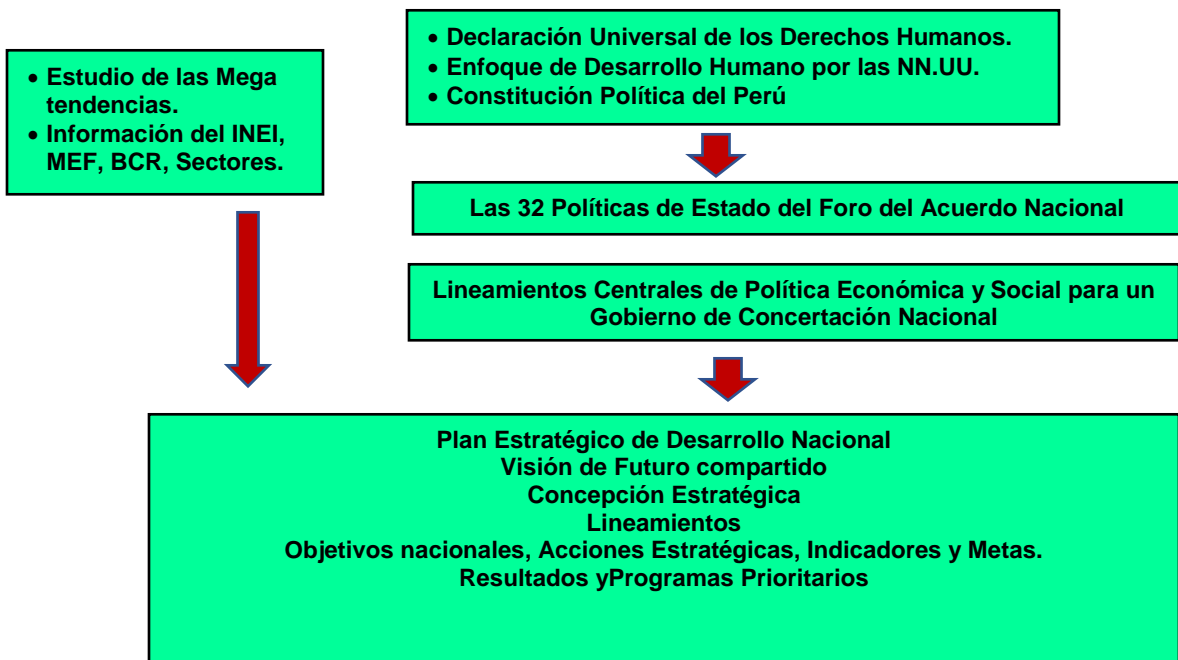 • Estudio de las Mega
tendencias.
• Información del INEI,
MEF, BCR, Sectores.
• Declaración Universal de los Derechos Humanos.
• Enfoque de Desarrollo Humano por las NN.UU.
• Constitución Política del Perú
Las 32 Políticas de Estado del Foro del Acuerdo Nacional
Lineamientos Centrales de Política Económica y Social para un
Gobierno de Concertación Nacional
Plan Estratégico de Desarrollo Nacional
Visión de Futuro compartido
Concepción Estratégica
Lineamientos
Objetivos nacionales, Acciones Estratégicas, Indicadores y Metas.
Resultados yProgramas Prioritarios